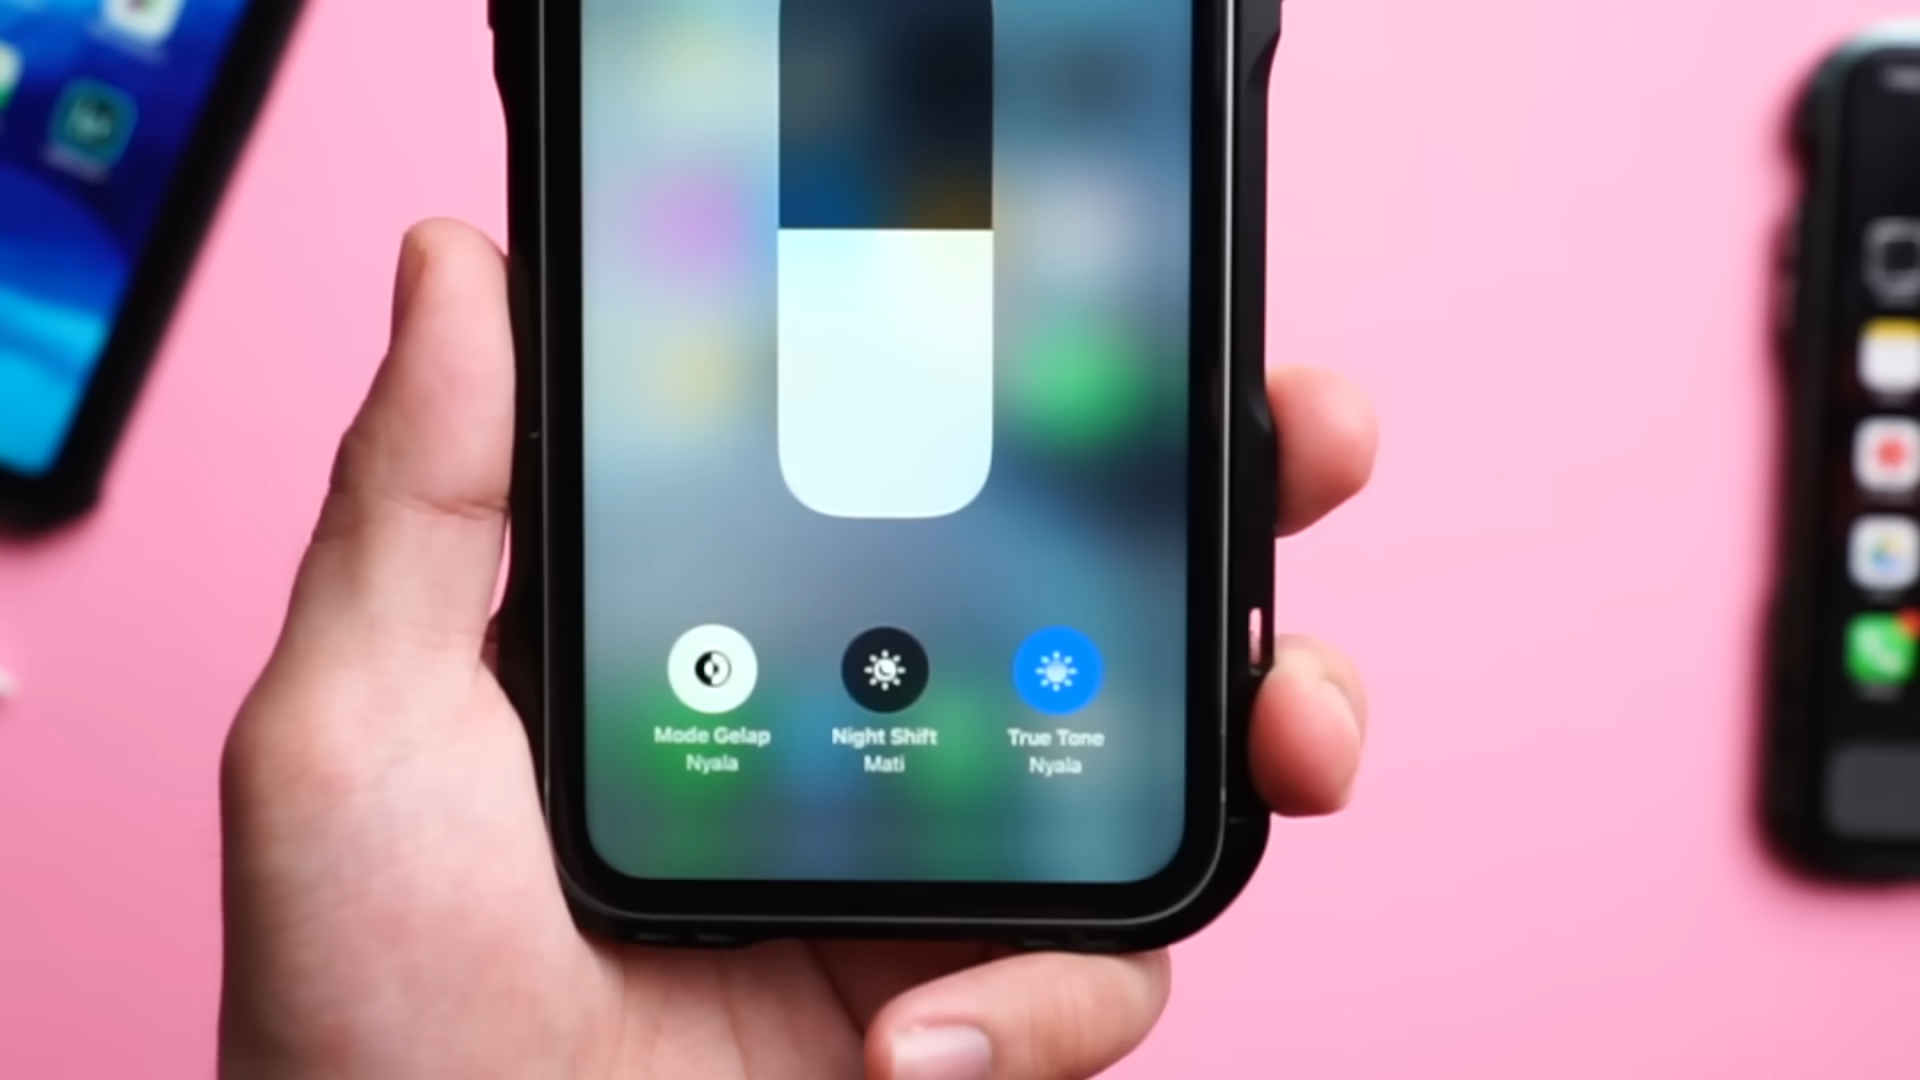 Mode Gelap
Nyala
Night Shift
Mati
True Tone
Nyala